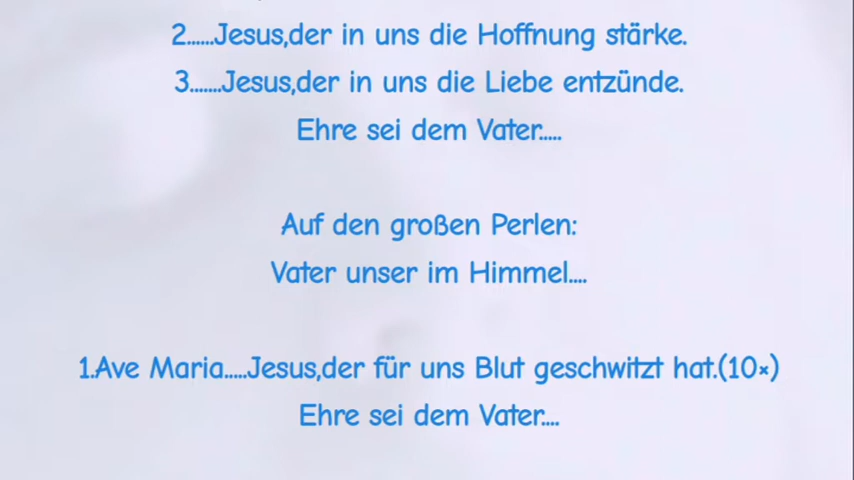 2......Jesus,der in uns die Hoffnung stärke.
3.......Jesus,der in uns die Liebe entzünde.
Ehre sei dem Vater.....
Auf den großen Perlen:
Vater unser im Himmel....
1.Ave Maria.....Jesus,der für uns Blut geschwitzt hat.(10×)
Ehre sei dem Vater....